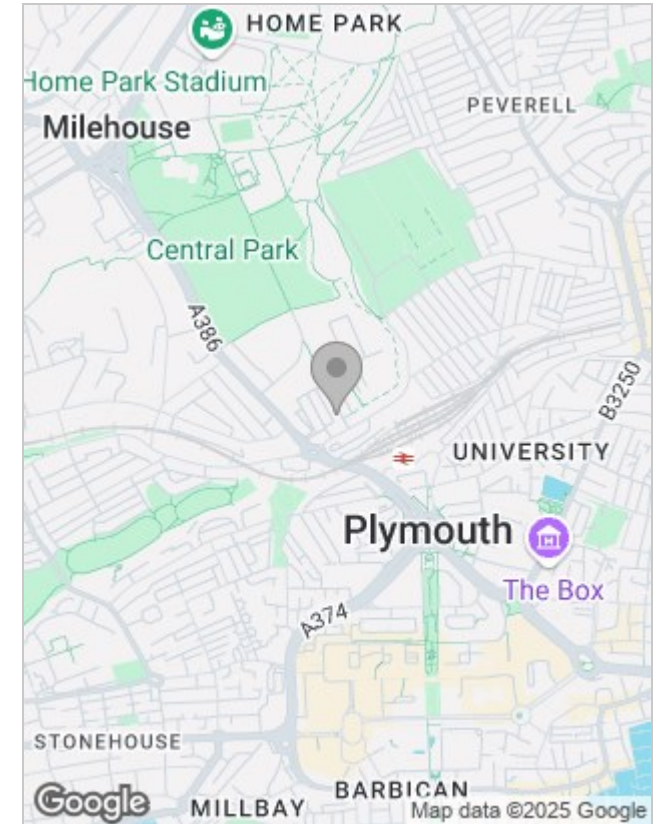 HOME PARK
Home Park Stadium
PEVERELL
Milehouse
Central Park
A386
B3250
UNIVERSITY
Plymouth
The Box
A374
STONEHOUSE
BARBICAN
MILLBAY
Google
Map data ©2025 Google